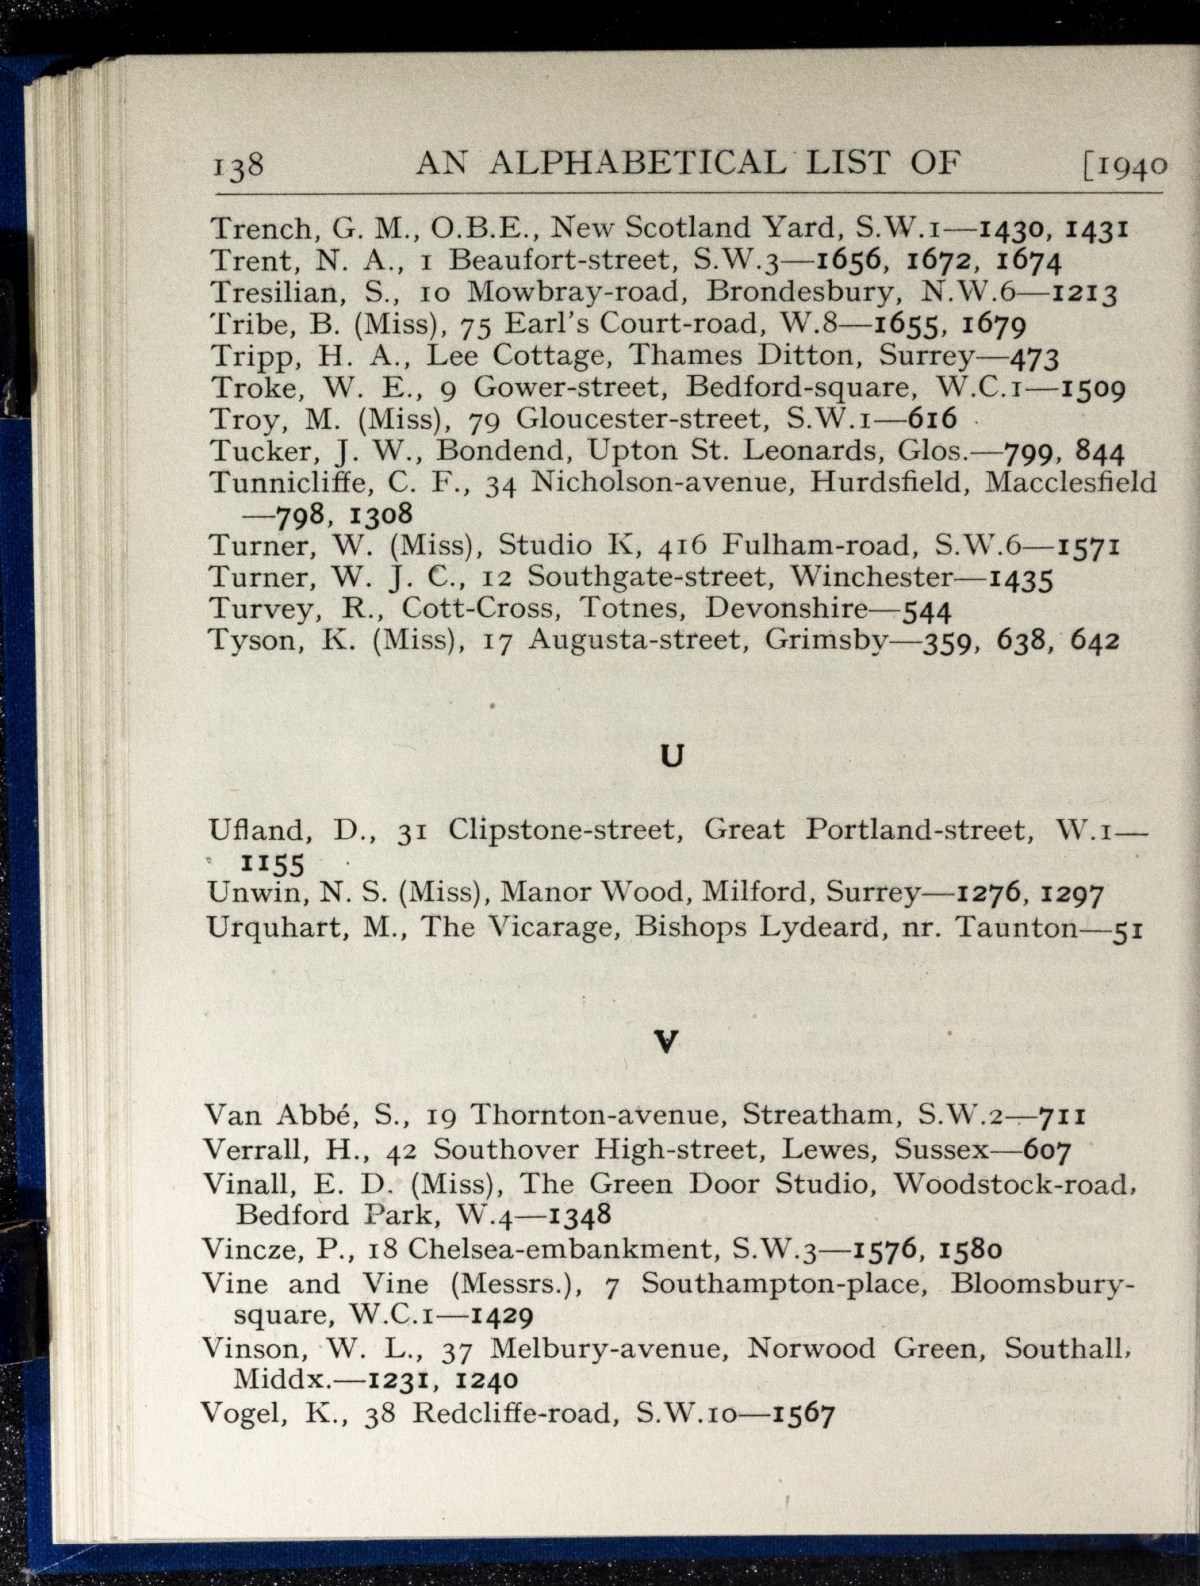 138 AN ALPHABETICAL LIST OF [1940
Trench, G. M., O.B.E., New Scotland Yard, S.W.1—1430, 1431
Trent, N. A., 1 Beaufort-street, S.W.3—1656, 1672, 1674
Tresilian, S., 10 Mowbray-road, Brondesbury, N.W.6—1213
Tribe, B. (Miss), 75 Earl's Court-road, W.8—1655, 1679
Tripp, H. A., Lee Cottage, Thames Ditton, Surrey—473
Troke, W. E., 9 Gower-street, Bedford-square, W.C.1—1509
Troy, M. (Miss), 79 Gloucester-street, S.W.1—616
Tucker, J. W., Bondend, Upton St. Leonards, Glos.—799, 844
Tunnicliffe, C. F., 34 Nicholson-avenue, Hurdsfield, Macclesfield
—798, 1308
Turner, W. (Miss), Studio K, 416 Fulham-road, S.W.6—1571
Turner, W. J. C., 12 Southgate-street, Winchester—1435
Turvey, R., Cott-Cross, Totnes, Devonshire—544
Tyson, K. (Miss), 17 Augusta-street, Grimsby—359, 638, 642
U
Ufland, D., 31 Clipstone-street, Great Portland-street, W.1—
1155
Unwin, N. S. (Miss), Manor Wood, Milford, Surrey—1276, 1297
Urquhart, M., The Vicarage, Bishops Lydeard, nr. Taunton—51
V
Van Abbé, S., 19 Thornton-avenue, Streatham, S.W.2—711
Verrall, H., 42 Southover High-street, Lewes, Sussex—607
Vinall, E. D. (Miss), The Green Door Studio, Woodstock-road,
Bedford Park, W.4—1348
Vincze, P., 18 Chelsea-embankment, S.W.3—1576, 1580
Vine and Vine (Messrs.), 7 Southampton-place, Bloomsbury-
square, W.C.1—1429
Vinson, W. L., 37 Melbury-avenue, Norwood Green, Southall,
Middx.—1231, 1240
Vogel, K., 38 Redcliffe-road, S.W.10—1567